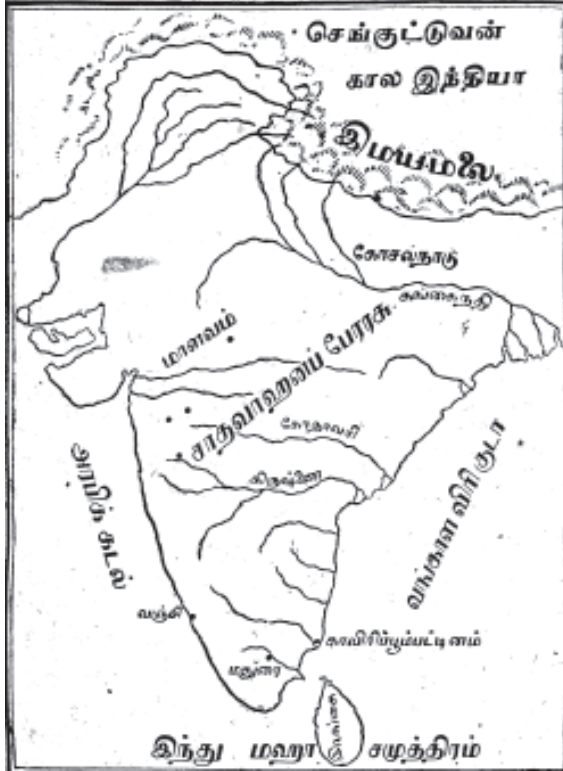 செங்குட்டுவன்
கால இந்தியா
இமயமலை
கோசலநாடு
கங்கைநதி
மாளவம்
சாதவாஹனப் பேரரசு
கோதாவரி
கிருஷ்ணை
அரபிக் கடல்
வங்காள விரிகுடா
வஞ்சி
காவிரிப்பூம்பட்டினம்
மதுரை
இலங்கை
இந்து மஹா சமுத்திரம்